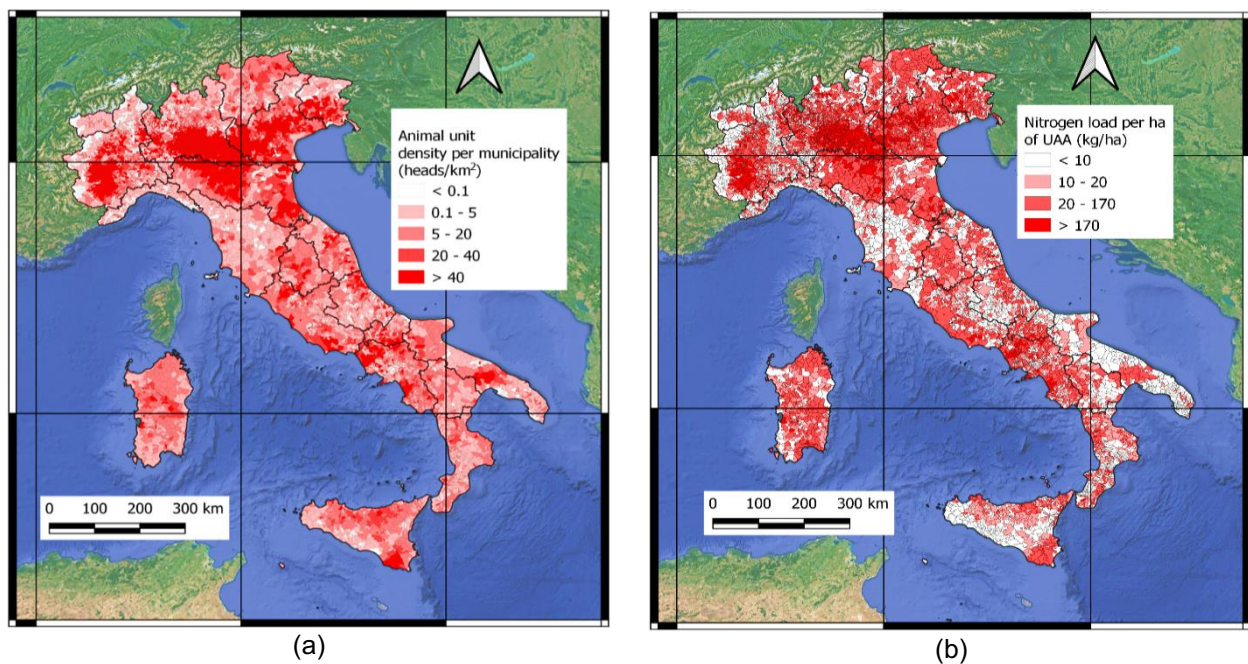 Animal unit
density per municipality
(heads/km²)
< 0.1
0.1 - 5
5 - 20
20 - 40
> 40
0 100 200 300 km
(a)
Nitrogen load per ha
of UAA (kg/ha)
< 10
10 - 20
20 - 170
> 170
0 100 200 300 km
(b)